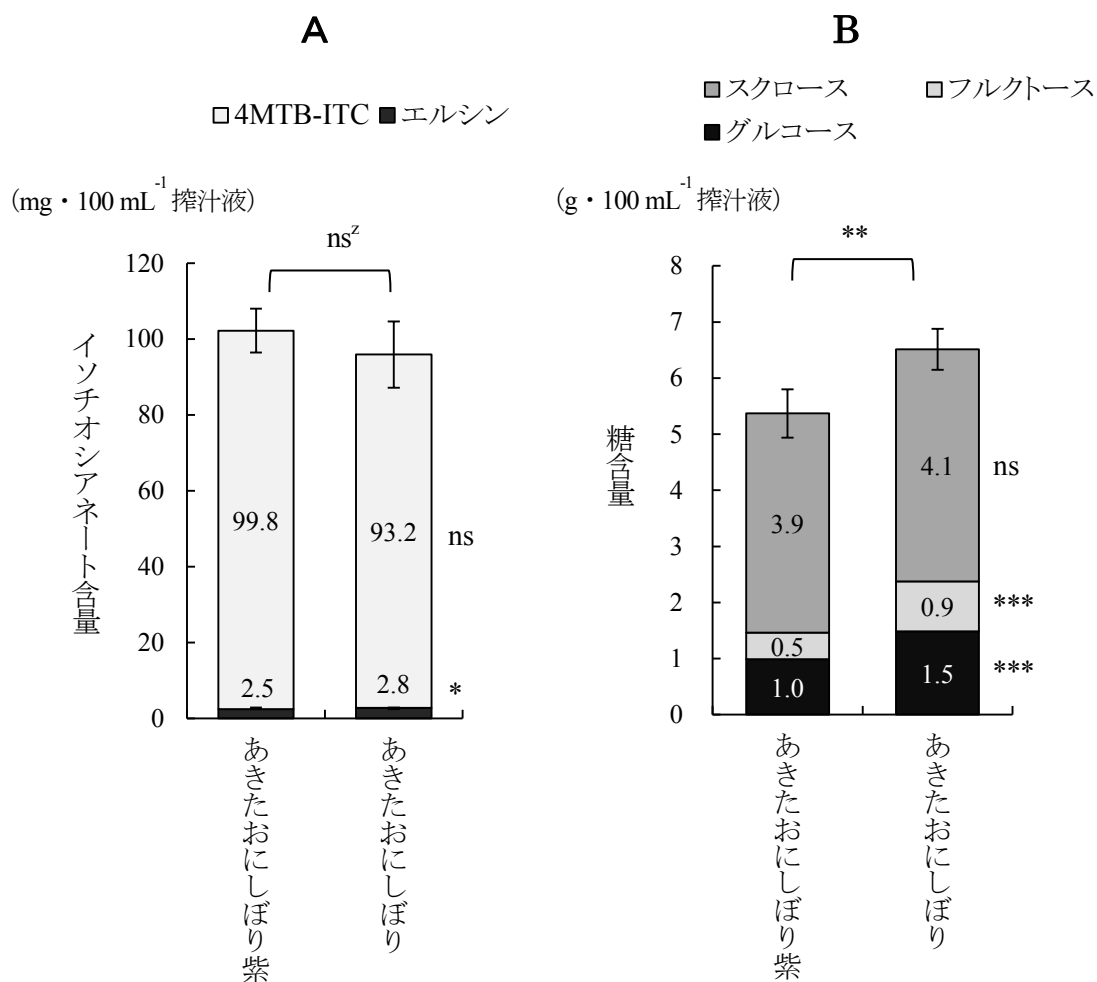 A
□4MTB-ITC ■エルシン
(mg・100 mL-1 搾汁液)
nsz
120
100
80
60
40
20
0
イソチオシアネート含量
99.8
93.2
ns
2.5
2.8
*
あきたおにしぼり紫
あきたおにしぼり
B
■スクロース □フルクトース
■グルコース
(g・100 mL-1 搾汁液)
**
8
7
6
5
4
3
2
1
0
糖含量
3.9
4.1
ns
0.5
0.9
***
1.0
1.5
***
あきたおにしぼり紫
あきたおにしぼり